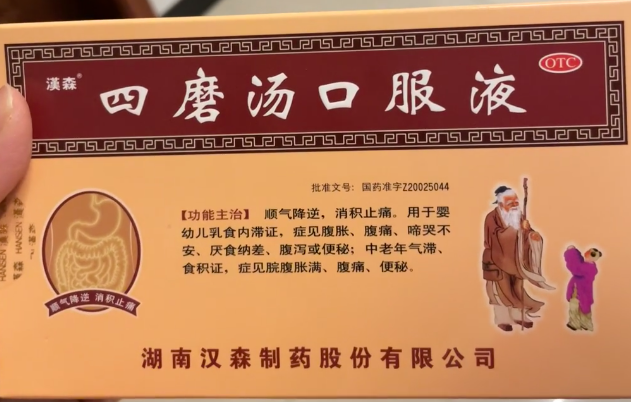 漢森®
四磨汤口服液
OTC
批准文号：国药准字Z20025044
【功能主治】 顺气降逆，消积止痛。用于婴
幼儿乳食内滞证，症见腹胀、腹痛、啼哭不
安、厌食纳差、腹泻或便秘；中老年气滞、
食积证，症见脘腹胀满、腹痛、便秘。
顺气降逆 消积止痛
湖南汉森制药股份有限公司